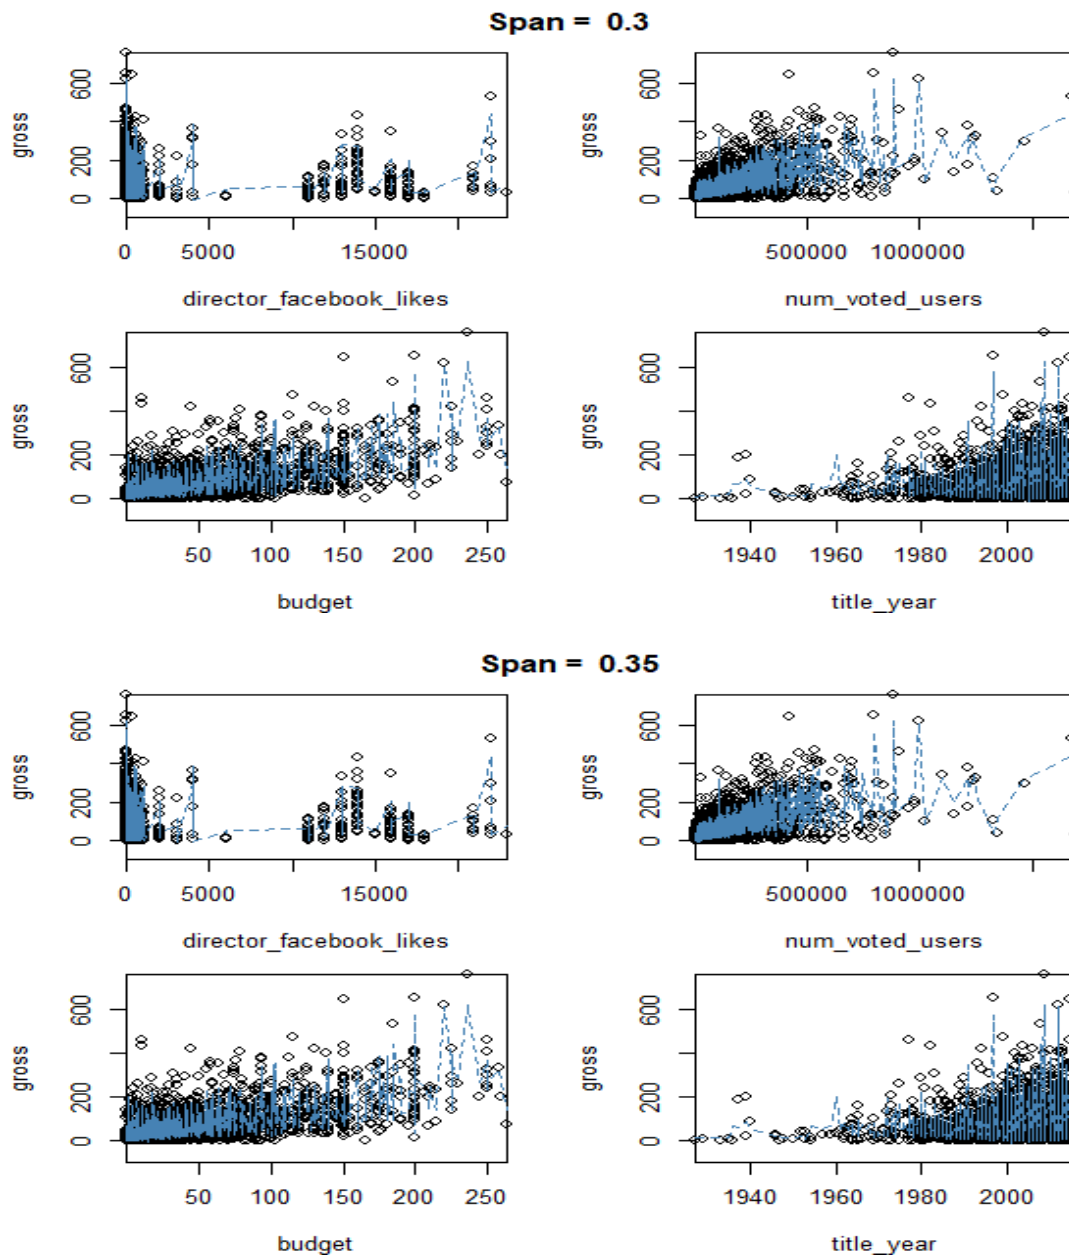 Span = 0.3
gross
0 200 600
0 5000 15000
director_facebook_likes
gross
0 200 600
500000 1000000
num_voted_users
gross
0 200 600
50 100 150 200 250
budget
gross
0 200 600
1940 1960 1980 2000
title_year
Span = 0.35
gross
0 200 600
0 5000 15000
director_facebook_likes
gross
0 200 600
500000 1000000
num_voted_users
gross
0 200 600
50 100 150 200 250
budget
gross
0 200 600
1940 1960 1980 2000
title_year